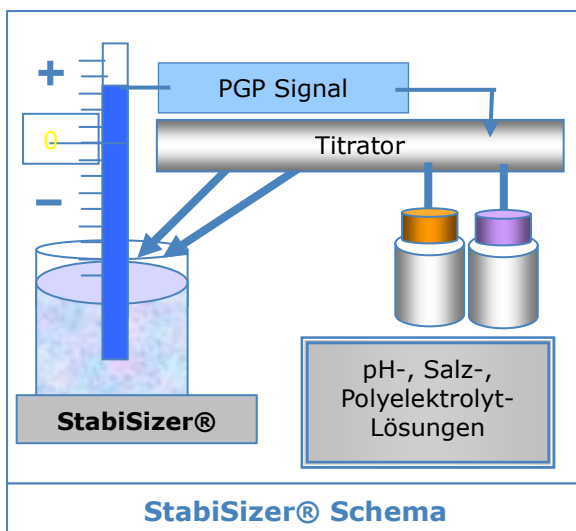 +
PGP Signal
0
Titrator
–
pH-, Salz-,
Polyelektrolyt-
Lösungen
StabiSizer®
StabiSizer® Schema